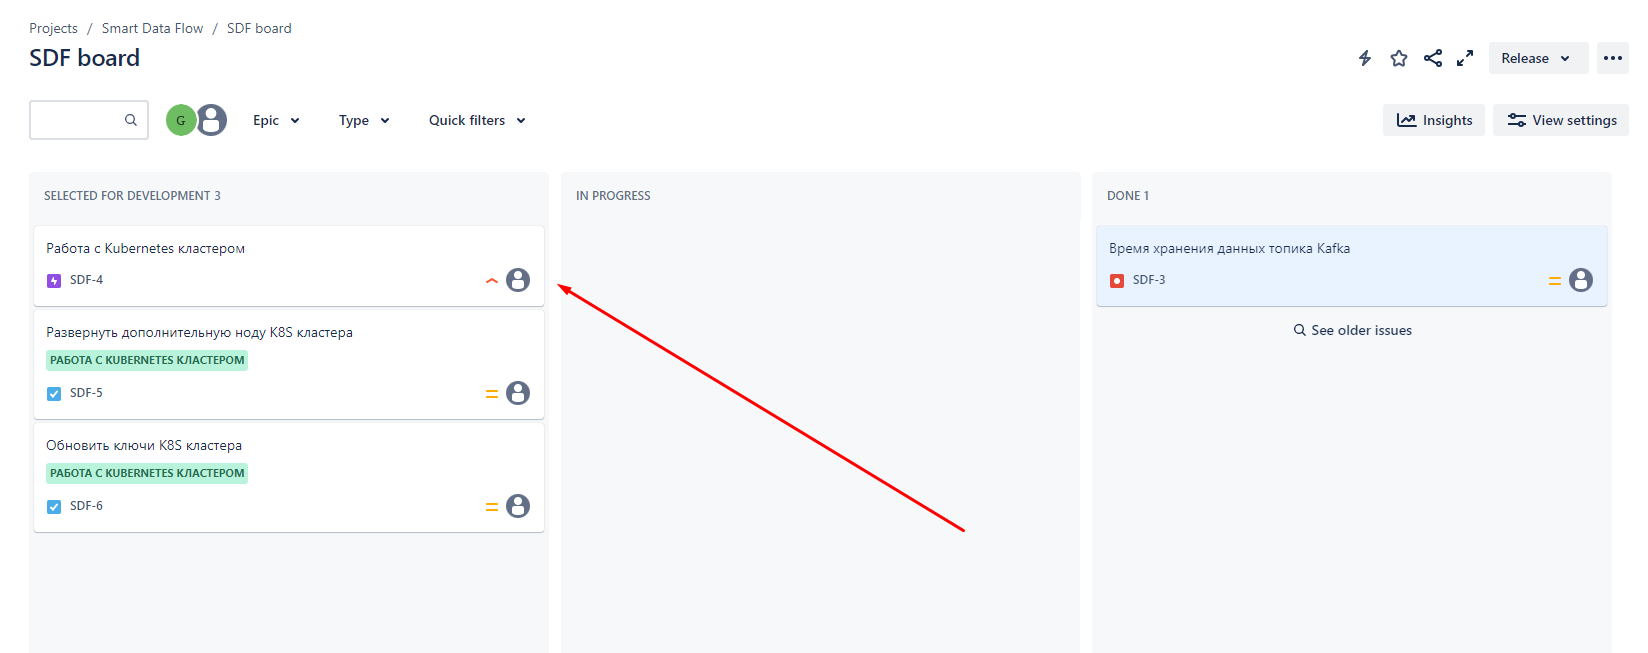 Projects / Smart Data Flow / SDF board
SDF board
Release
G
Epic
Type
Quick filters
Insights
View settings
SELECTED FOR DEVELOPMENT 3
Работа с Kubernetes кластером
SDF-4
Развернуть дополнительную ноду K8S кластера
РАБОТА С KUBERNETES КЛАСТЕРОМ
SDF-5
Обновить ключи K8S кластера
РАБОТА С KUBERNETES КЛАСТЕРОМ
SDF-6
IN PROGRESS
DONE 1
Время хранения данных топика Kafka
SDF-3
See older issues